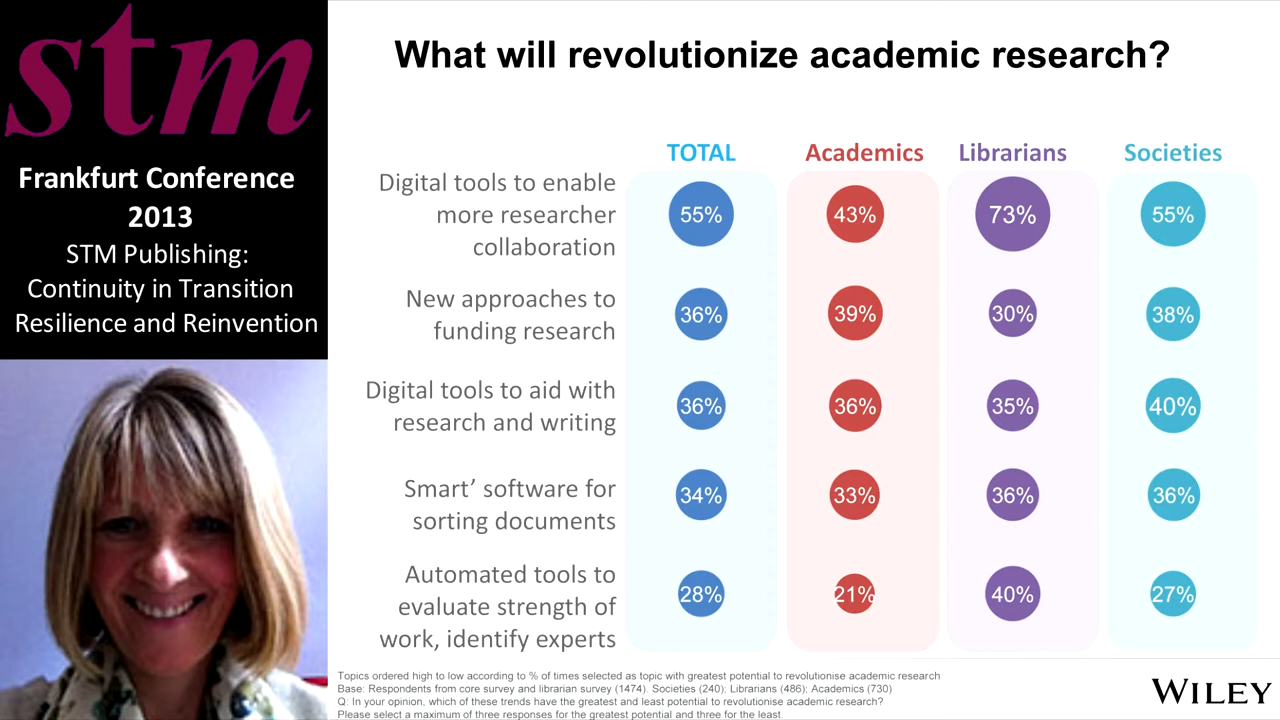 stm
Frankfurt Conference
2013
STM Publishing:
Continuity in Transition
Resilience and Reinvention
What will revolutionize academic research?
TOTAL Academics Librarians Societies
Digital tools to enable
more researcher
collaboration
55% 43% 73% 55%
New approaches to
funding research
36% 39% 30% 38%
Digital tools to aid with
research and writing
36% 36% 35% 40%
Smart’ software for
sorting documents
34% 33% 36% 36%
Automated tools to
evaluate strength of
work, identify experts
28% 21% 40% 27%
Topics ordered high to low according to % of times selected as topic with greatest potential to revolutionise academic research
Base: Respondents from core survey and librarian survey (1474). Societies (240); Librarians (486); Academics (730)
Q: In your opinion, which of these trends have the greatest and least potential to revolutionise academic research?
Please select a maximum of three responses for the greatest potential and three for the least.
WILEY